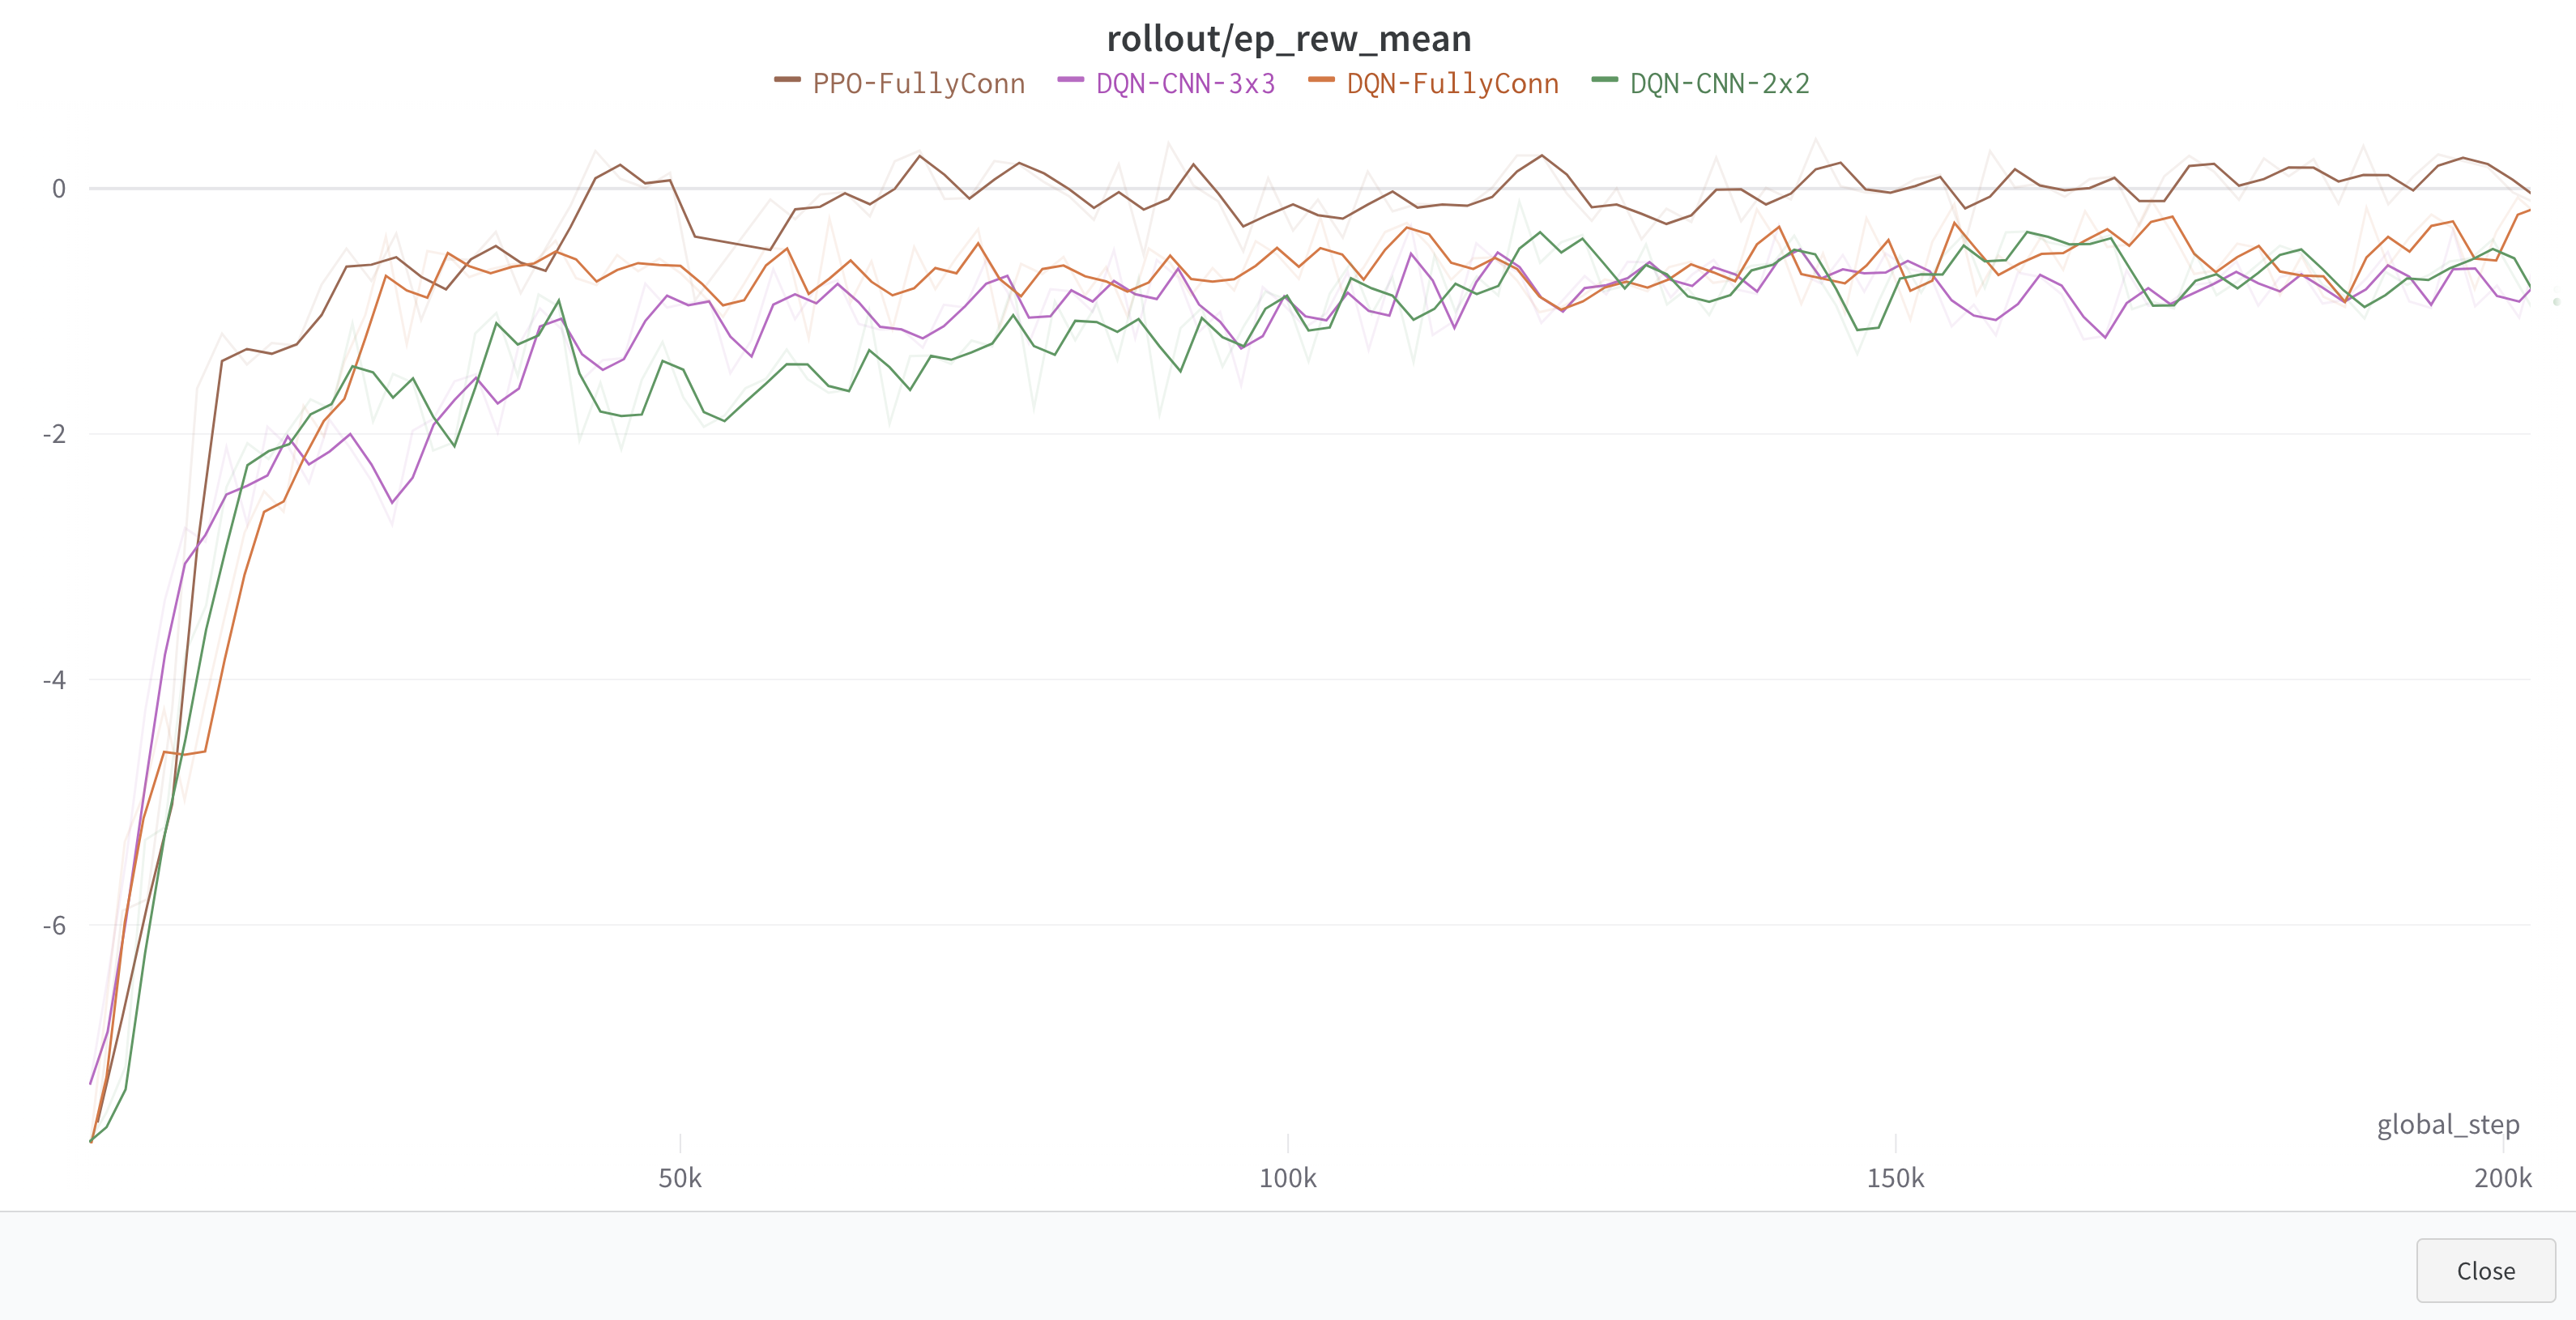 rollout/ep_rew_mean
PPO-FullyConn DQN-CNN-3x3 DQN-FullyConn DQN-CNN-2x2
0
-2
-4
-6
global_step
50k 100k 150k 200k
Close